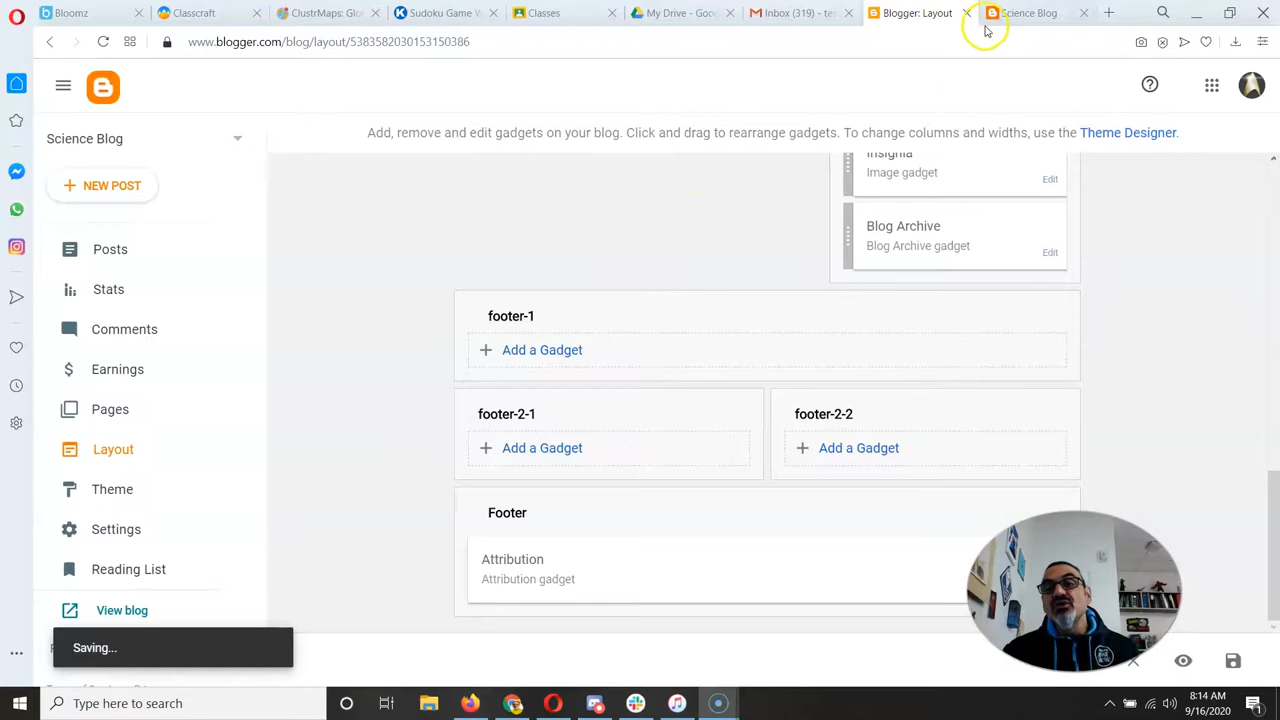 Bloomz
Classcraft
ClustrMaps: Glo
Sudoku Game
Classes
My Drive - Goog
Inbox (319) - tes
Blogger: Layout
Science Blog
www.blogger.com/blog/layout/5383582030153150386
Science Blog
Add, remove and edit gadgets on your blog. Click and drag to rearrange gadgets. To change columns and widths, use the Theme Designer.
NEW POST
Insignia
Image gadget
Edit
Blog Archive
Blog Archive gadget
Edit
Posts
Stats
Comments
Earnings
Pages
Layout
Theme
Settings
Reading List
View blog
footer-1
Add a Gadget
footer-2-1
Add a Gadget
footer-2-2
Add a Gadget
Footer
Attribution
Attribution gadget
Saving...
Type here to search
8:14 AM
9/16/2020